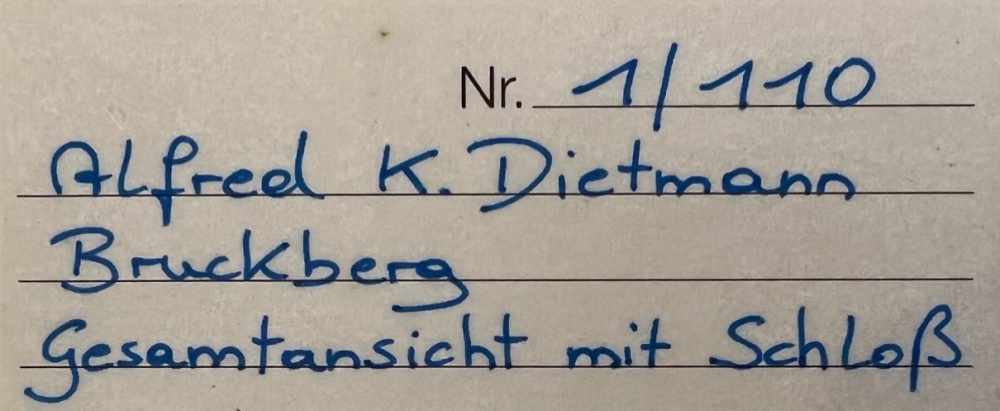 Nr. 1/110
Alfred K. Dietmann
Bruckberg
Gesamtansicht mit Schloß